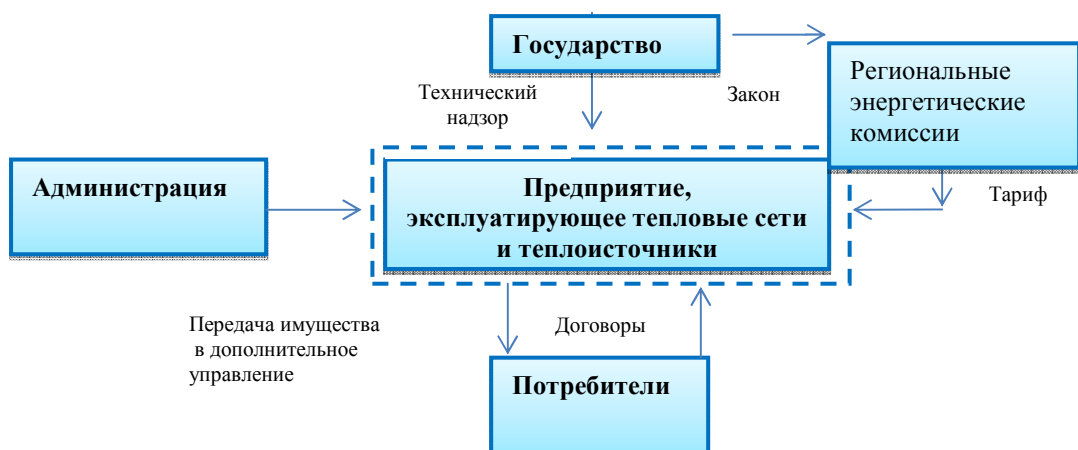 Государство
Технический
надзор
Закон
Региональные
энергетические
комиссии
Администрация
Предприятие,
эксплуатирующее тепловые сети
и теплоисточники
Тариф
Передача имущества
в дополнительное
управление
Договоры
Потребители